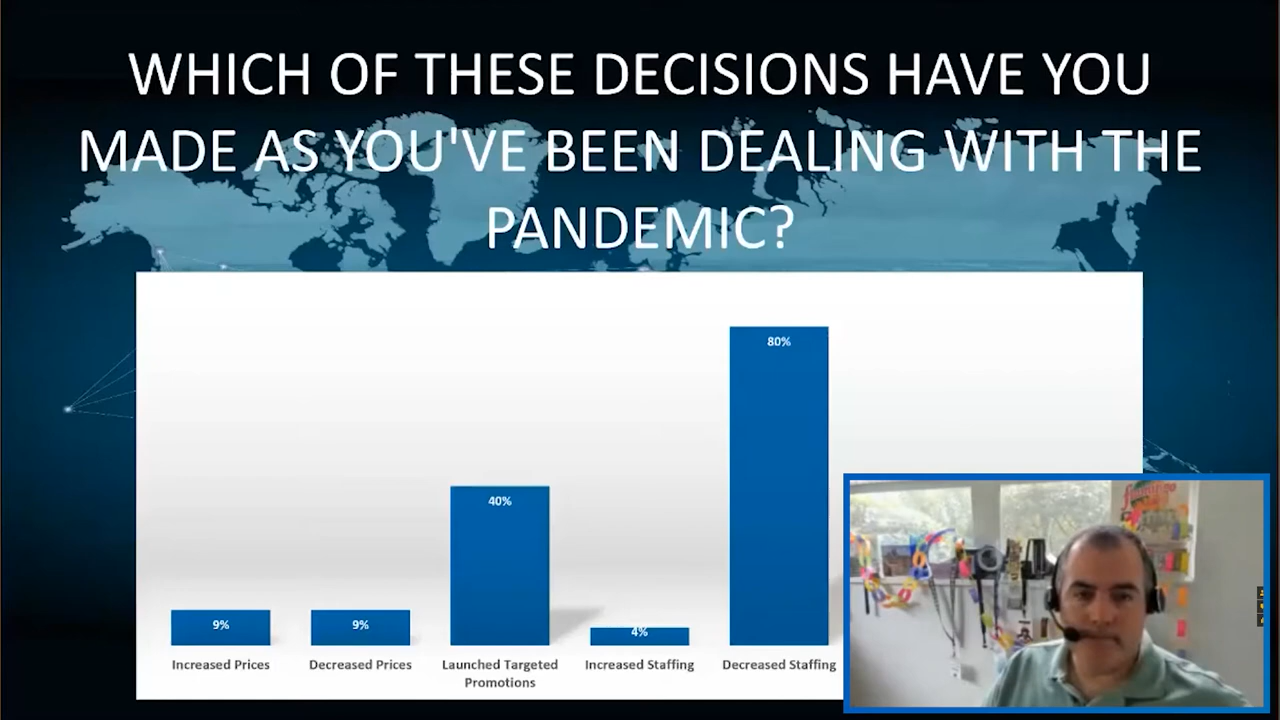 WHICH OF THESE DECISIONS HAVE YOU
MADE AS YOU'VE BEEN DEALING WITH THE
PANDEMIC?
80%
40%
9%
9%
4%
Increased Prices
Decreased Prices
Launched Targeted
Promotions
Increased Staffing
Decreased Staffing